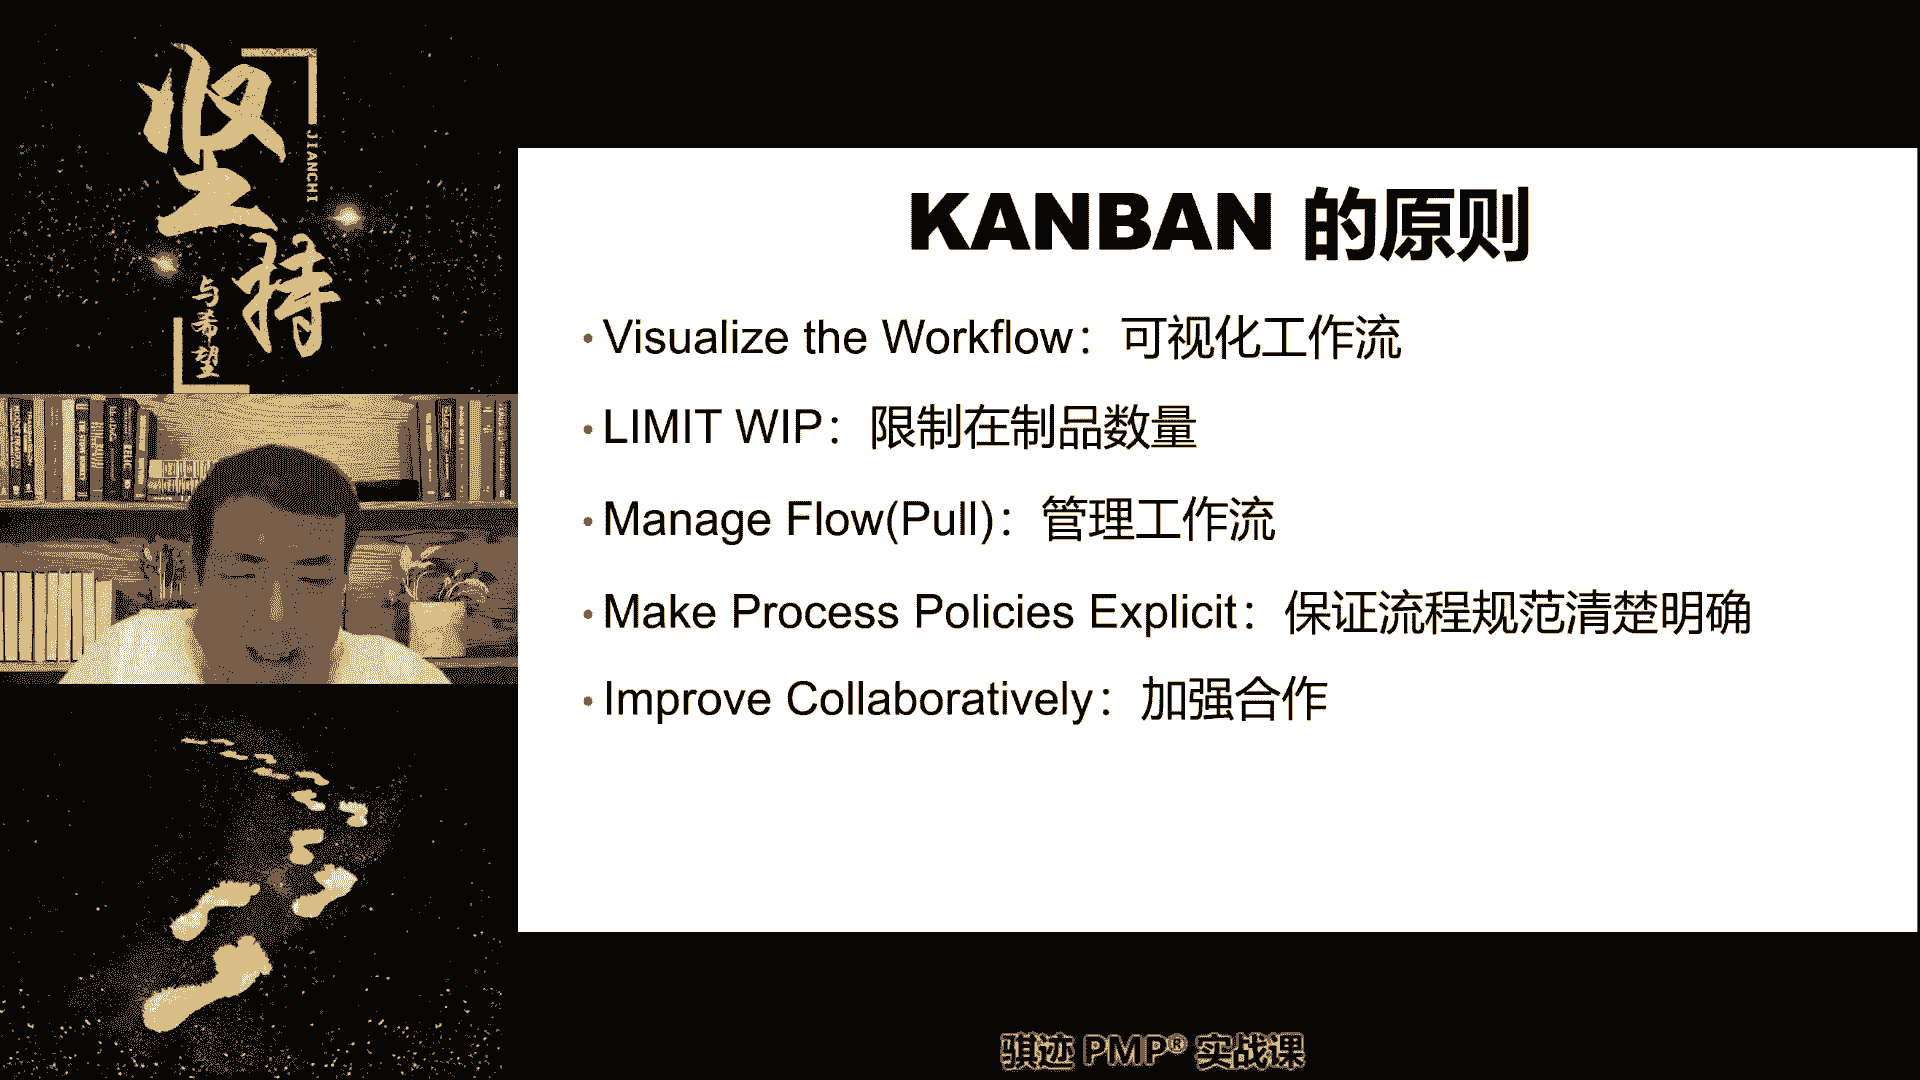 坚持
JIANCHI
与希望
KANBAN 的原则
• Visualize the Workflow：可视化工作流
• LIMIT WIP：限制在制品数量
• Manage Flow(Pull)：管理工作流
• Make Process Policies Explicit：保证流程规范清楚明确
• Improve Collaboratively：加强合作
骐迹 PMP® 实战课